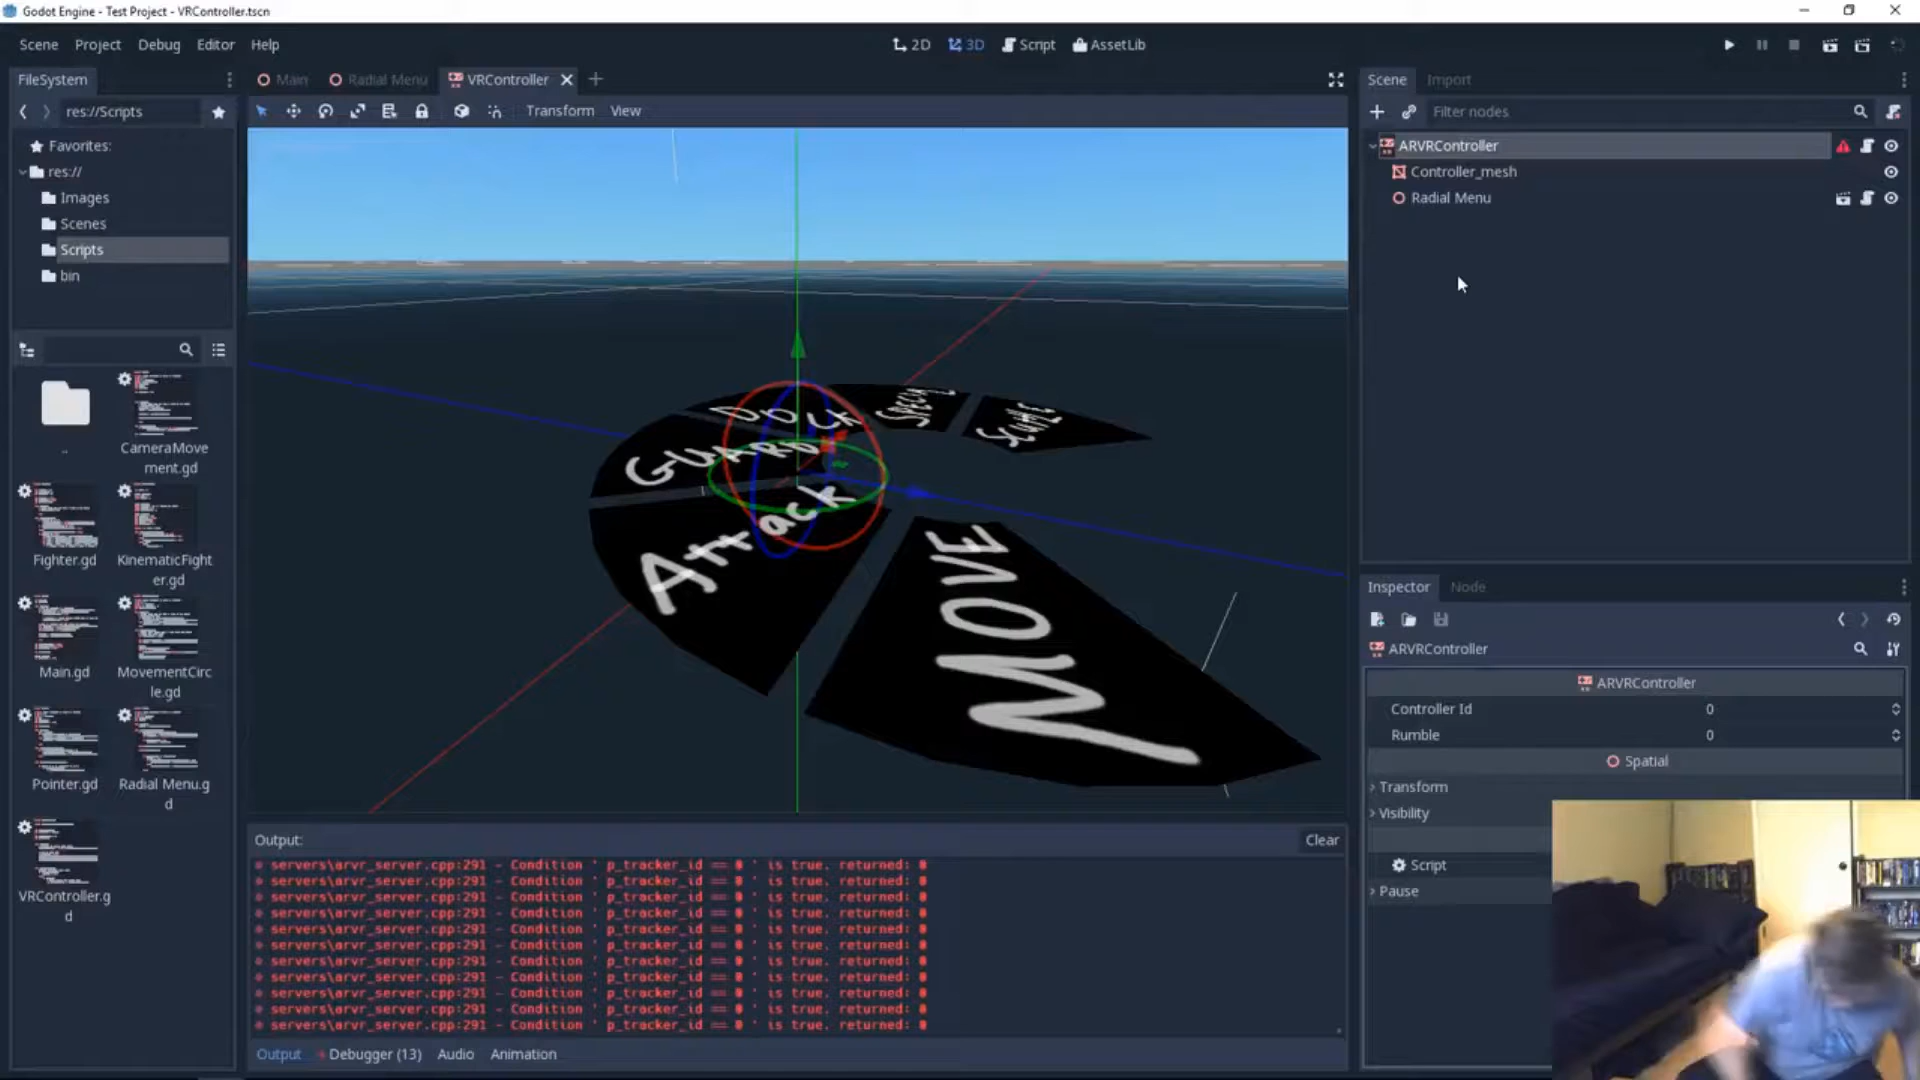 Godot Engine - Test Project - VRController.tscn
Scene Project Debug Editor Help
2D 3D Script AssetLib
FileSystem
Main Radial Menu VRController
Scene Import
res://Scripts
Transform View
Filter nodes
Favorites:
res://
Images
Scenes
Scripts
bin
ARVRController
Controller_mesh
Radial Menu
..
CameraMove
ment.gd
Fighter.gd
KinematicFight
er.gd
Main.gd
MovementCir
cle.gd
Pointer.gd
Radial Menu.g
d
VRController.g
d
GUARD
Attack
MOVE
Inspector Node
ARVRController
ARVRController
Controller Id 0
Rumble 0
Spatial
Transform
Visibility
Script
Pause
Output: Clear
servers\arvr_server.cpp:291 - Condition ' p_tracker_id == 0 ' is true. returned: 0
servers\arvr_server.cpp:291 - Condition ' p_tracker_id == 0 ' is true. returned: 0
servers\arvr_server.cpp:291 - Condition ' p_tracker_id == 0 ' is true. returned: 0
servers\arvr_server.cpp:291 - Condition ' p_tracker_id == 0 ' is true. returned: 0
servers\arvr_server.cpp:291 - Condition ' p_tracker_id == 0 ' is true. returned: 0
servers\arvr_server.cpp:291 - Condition ' p_tracker_id == 0 ' is true. returned: 0
servers\arvr_server.cpp:291 - Condition ' p_tracker_id == 0 ' is true. returned: 0
servers\arvr_server.cpp:291 - Condition ' p_tracker_id == 0 ' is true. returned: 0
servers\arvr_server.cpp:291 - Condition ' p_tracker_id == 0 ' is true. returned: 0
servers\arvr_server.cpp:291 - Condition ' p_tracker_id == 0 ' is true. returned: 0
servers\arvr_server.cpp:291 - Condition ' p_tracker_id == 0 ' is true. returned: 0
Output Debugger (13) Audio Animation